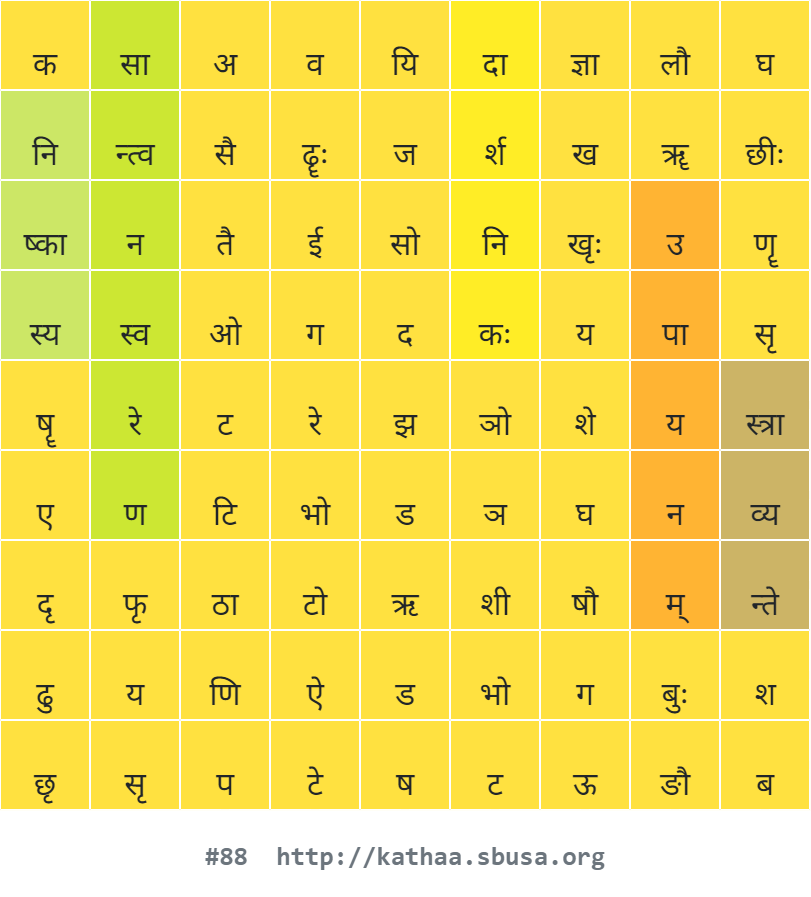 क सा अ व यि दा ज्ञा लौ घ
नि न्त्व सै ढॄः ज र्श ख ॠ छीः
ष्का न तै ई सो नि खृः उ णॄ
स्य स्व ओ ग द कः य पा सृ
षॄ रे ट रे झ ञो शे य स्त्रा
ए ण टि भो ड ञ घ न व्य
दृ फृ ठा टो ऋ शी षौ म् न्ते
ढु य णि ऐ ड भो ग बुः श
छृ सृ प टे ष ट ऊ ङौ ब
#88 http://kathaa.sbusa.org